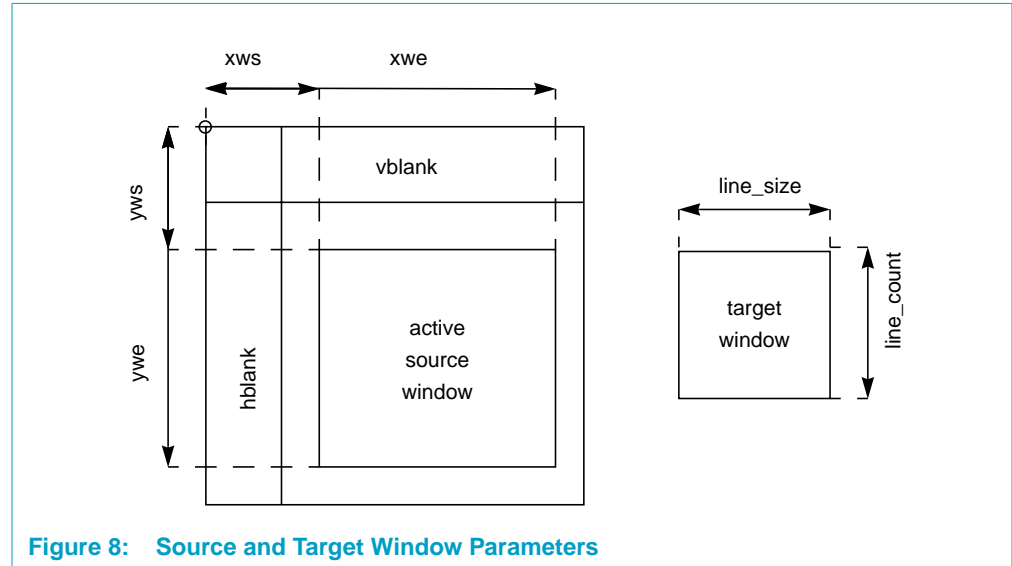 xws
xwe
vblank
yws
line_size
line_count
target
window
active
source
window
ywe
hblank
Figure 8: Source and Target Window Parameters